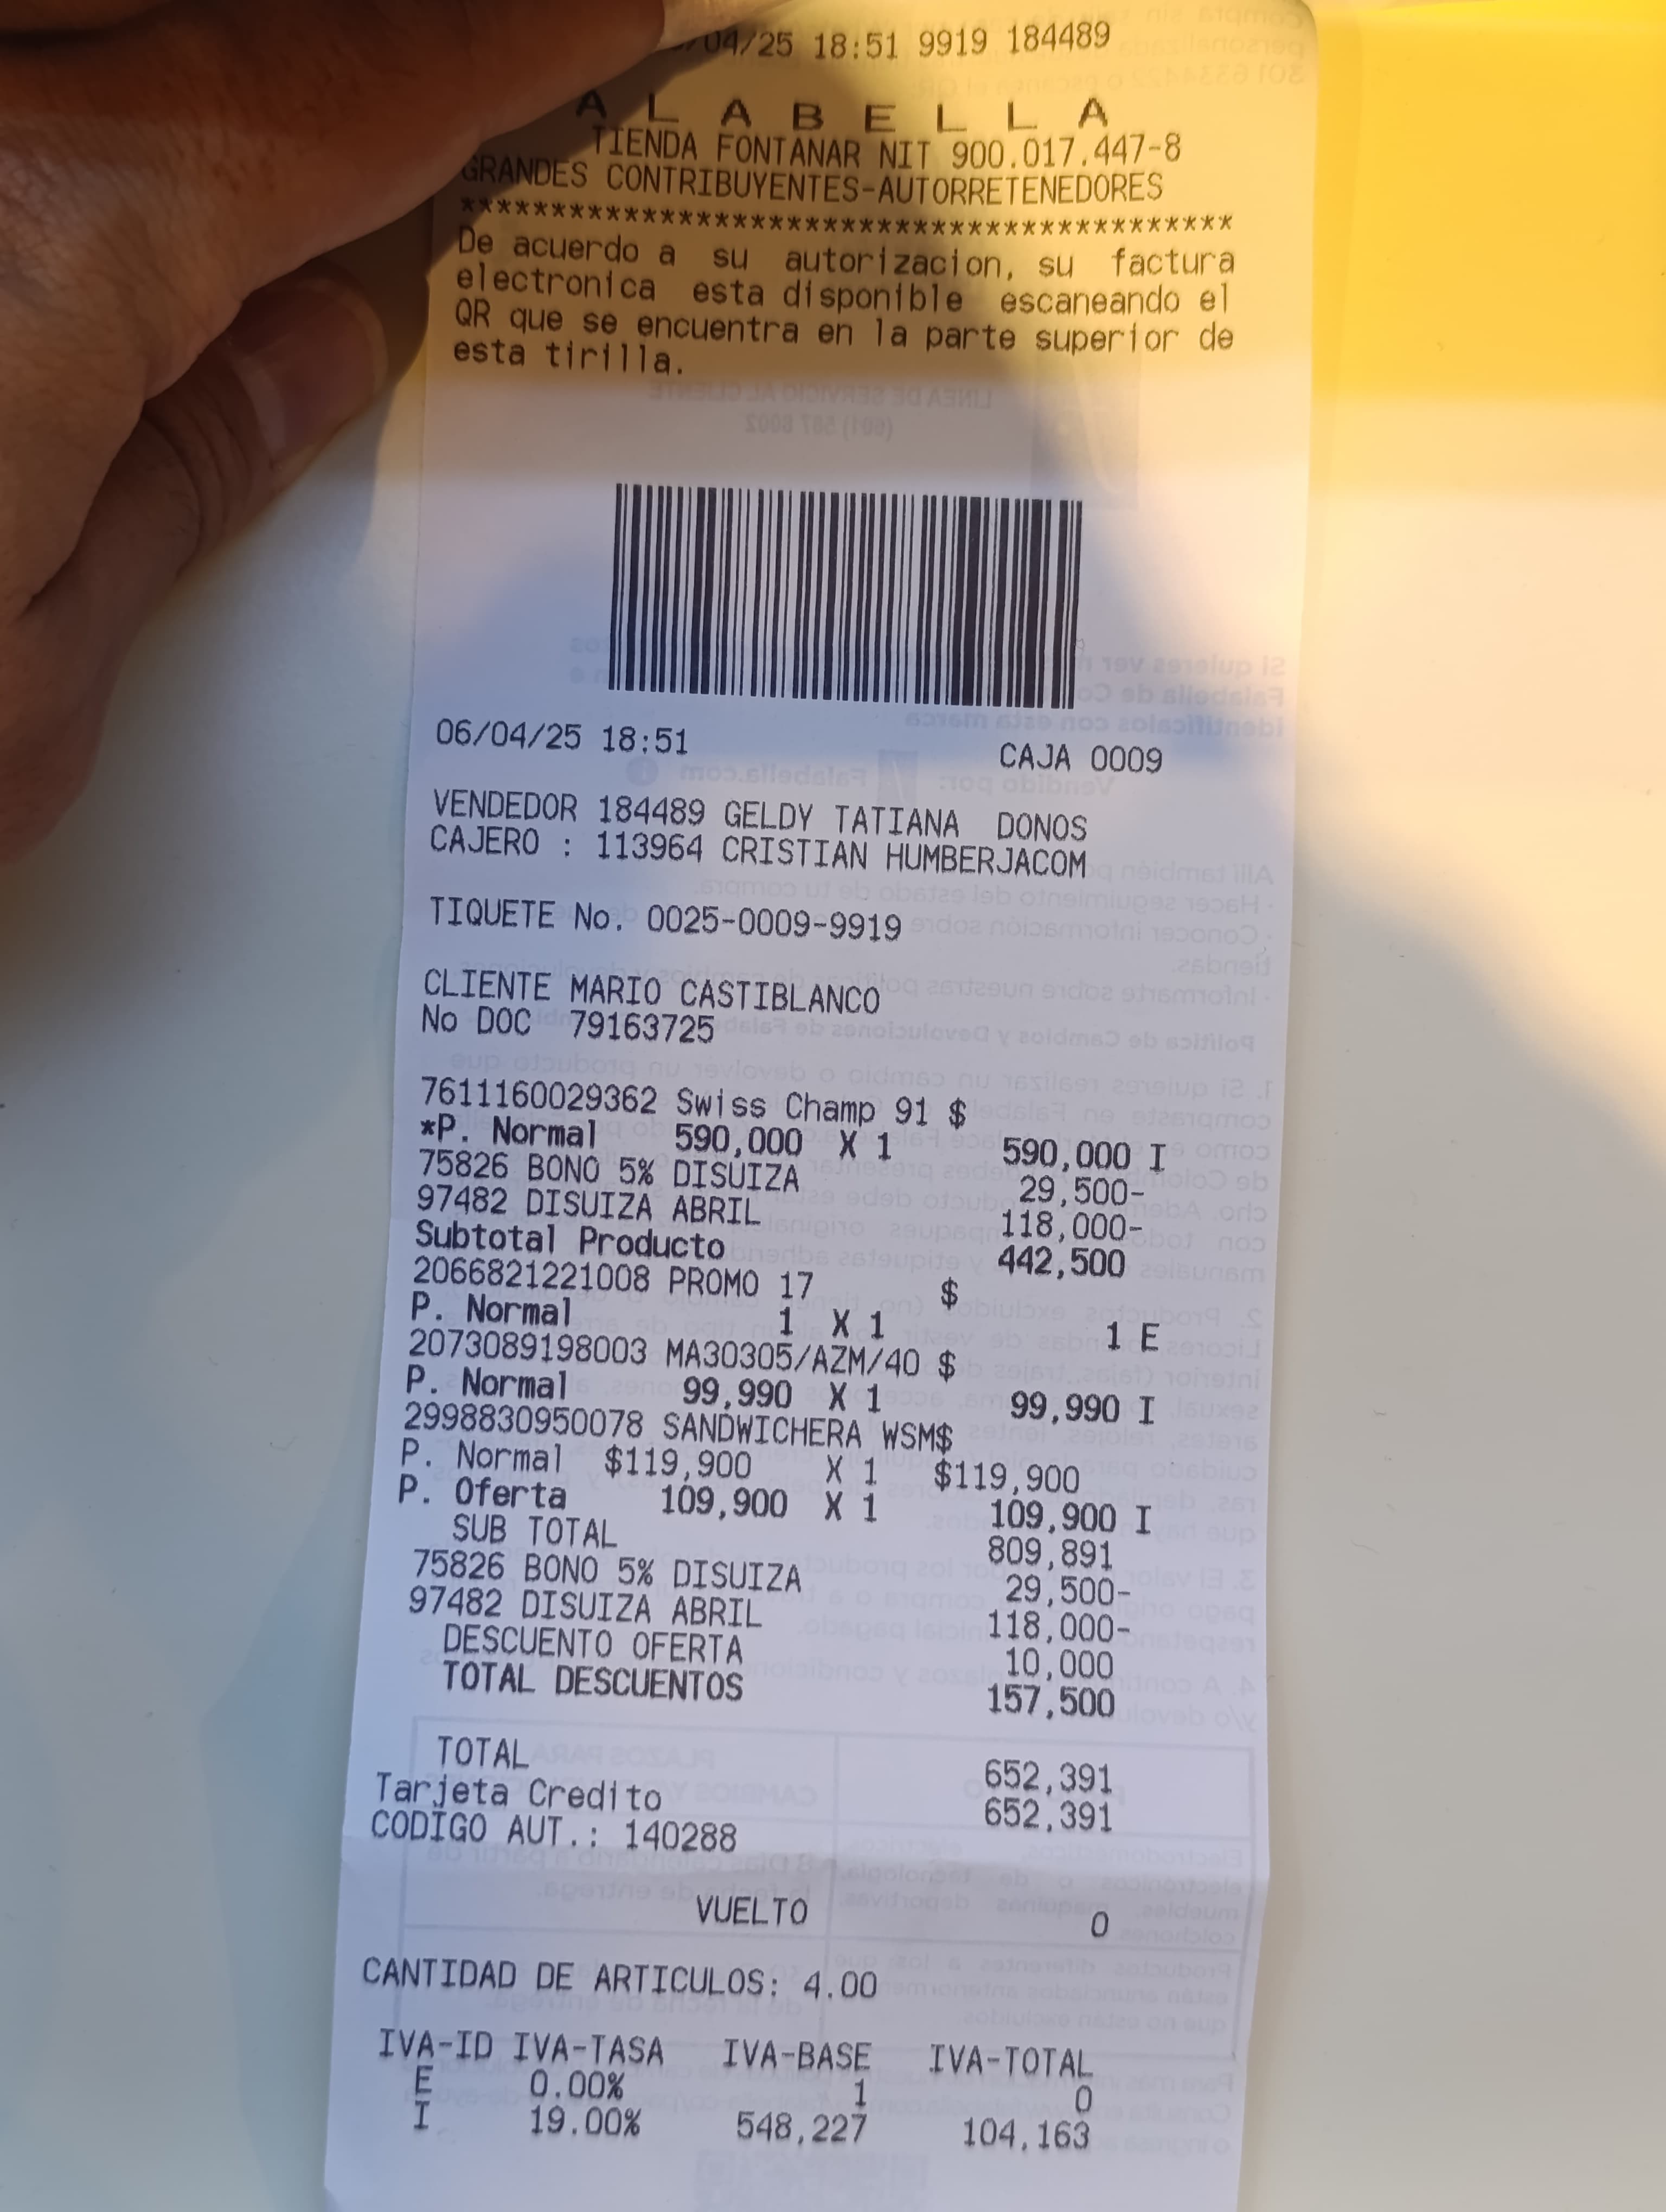 /04/25 18:51 9919 184489
A L A B E L L A
TIENDA FONTANAR NIT 900.017.447-8
GRANDES CONTRIBUYENTES-AUTORRETENEDORES
*******************************************
De acuerdo a su autorizacion, su factura
electronica esta disponible escaneando el
QR que se encuentra en la parte superior de
esta tirilla.
LINEA DE SERVICIO AL CLIENTE
(601) 587 8002
06/04/25 18:51 CAJA 0009
VENDEDOR 184489 GELDY TATIANA DONOS
CAJERO : 113964 CRISTIAN HUMBERJACOM
TIQUETE No. 0025-0009-9919
CLIENTE MARIO CASTIBLANCO
No DOC 79163725
7611160029362 Swiss Champ 91 $
*P. Normal 590,000 X 1 590,000 I
75826 BONO 5% DISUIZA 29,500-
97482 DISUIZA ABRIL 118,000-
Subtotal Producto 442,500
2066821221008 PROMO 17 $
P. Normal 1 X 1 1 E
2073089198003 MA30305/AZM/40 $
P. Normal 99,990 X 1 99,990 I
2998830950078 SANDWICHERA WSM$
P. Normal $119,900 X 1 $119,900
P. Oferta 109,900 X 1 109,900 I
SUB TOTAL 809,891
75826 BONO 5% DISUIZA 29,500-
97482 DISUIZA ABRIL 118,000-
DESCUENTO OFERTA 10,000
TOTAL DESCUENTOS 157,500
TOTAL 652,391
Tarjeta Credito 652,391
CODIGO AUT.: 140288
VUELTO 0
CANTIDAD DE ARTICULOS: 4.00
IVA-ID IVA-TASA IVA-BASE IVA-TOTAL
E 0.00% 1 0
I 19.00% 548,227 104,163